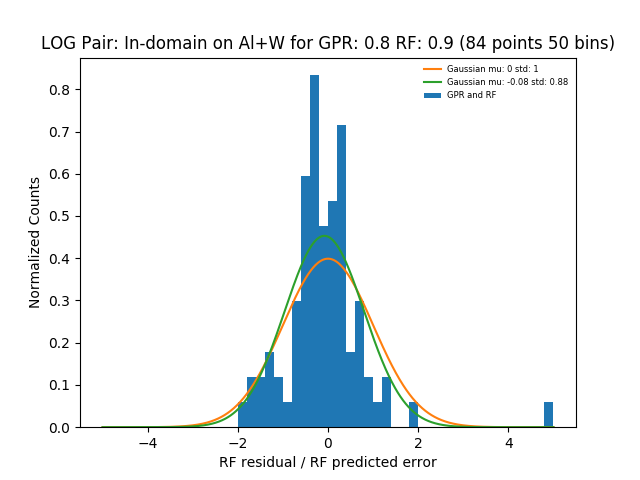 LOG Pair: In-domain on Al+W for GPR: 0.8 RF: 0.9 (84 points 50 bins)
Gaussian mu: 0 std: 1
Gaussian mu: -0.08 std: 0.88
GPR and RF
Normalized Counts
0.8
0.7
0.6
0.5
0.4
0.3
0.2
0.1
0.0
−4 −2 0 2 4
RF residual / RF predicted error